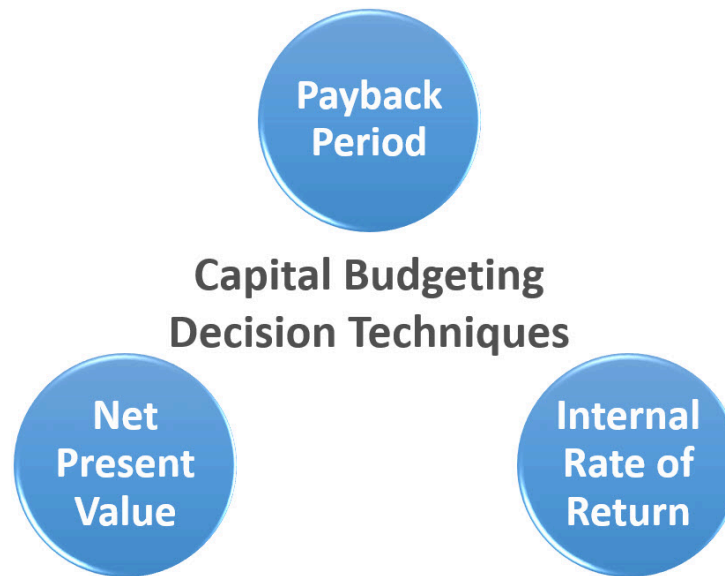 Payback
Period
Capital Budgeting
Decision Techniques
Net
Present
Value
Internal
Rate of
Return